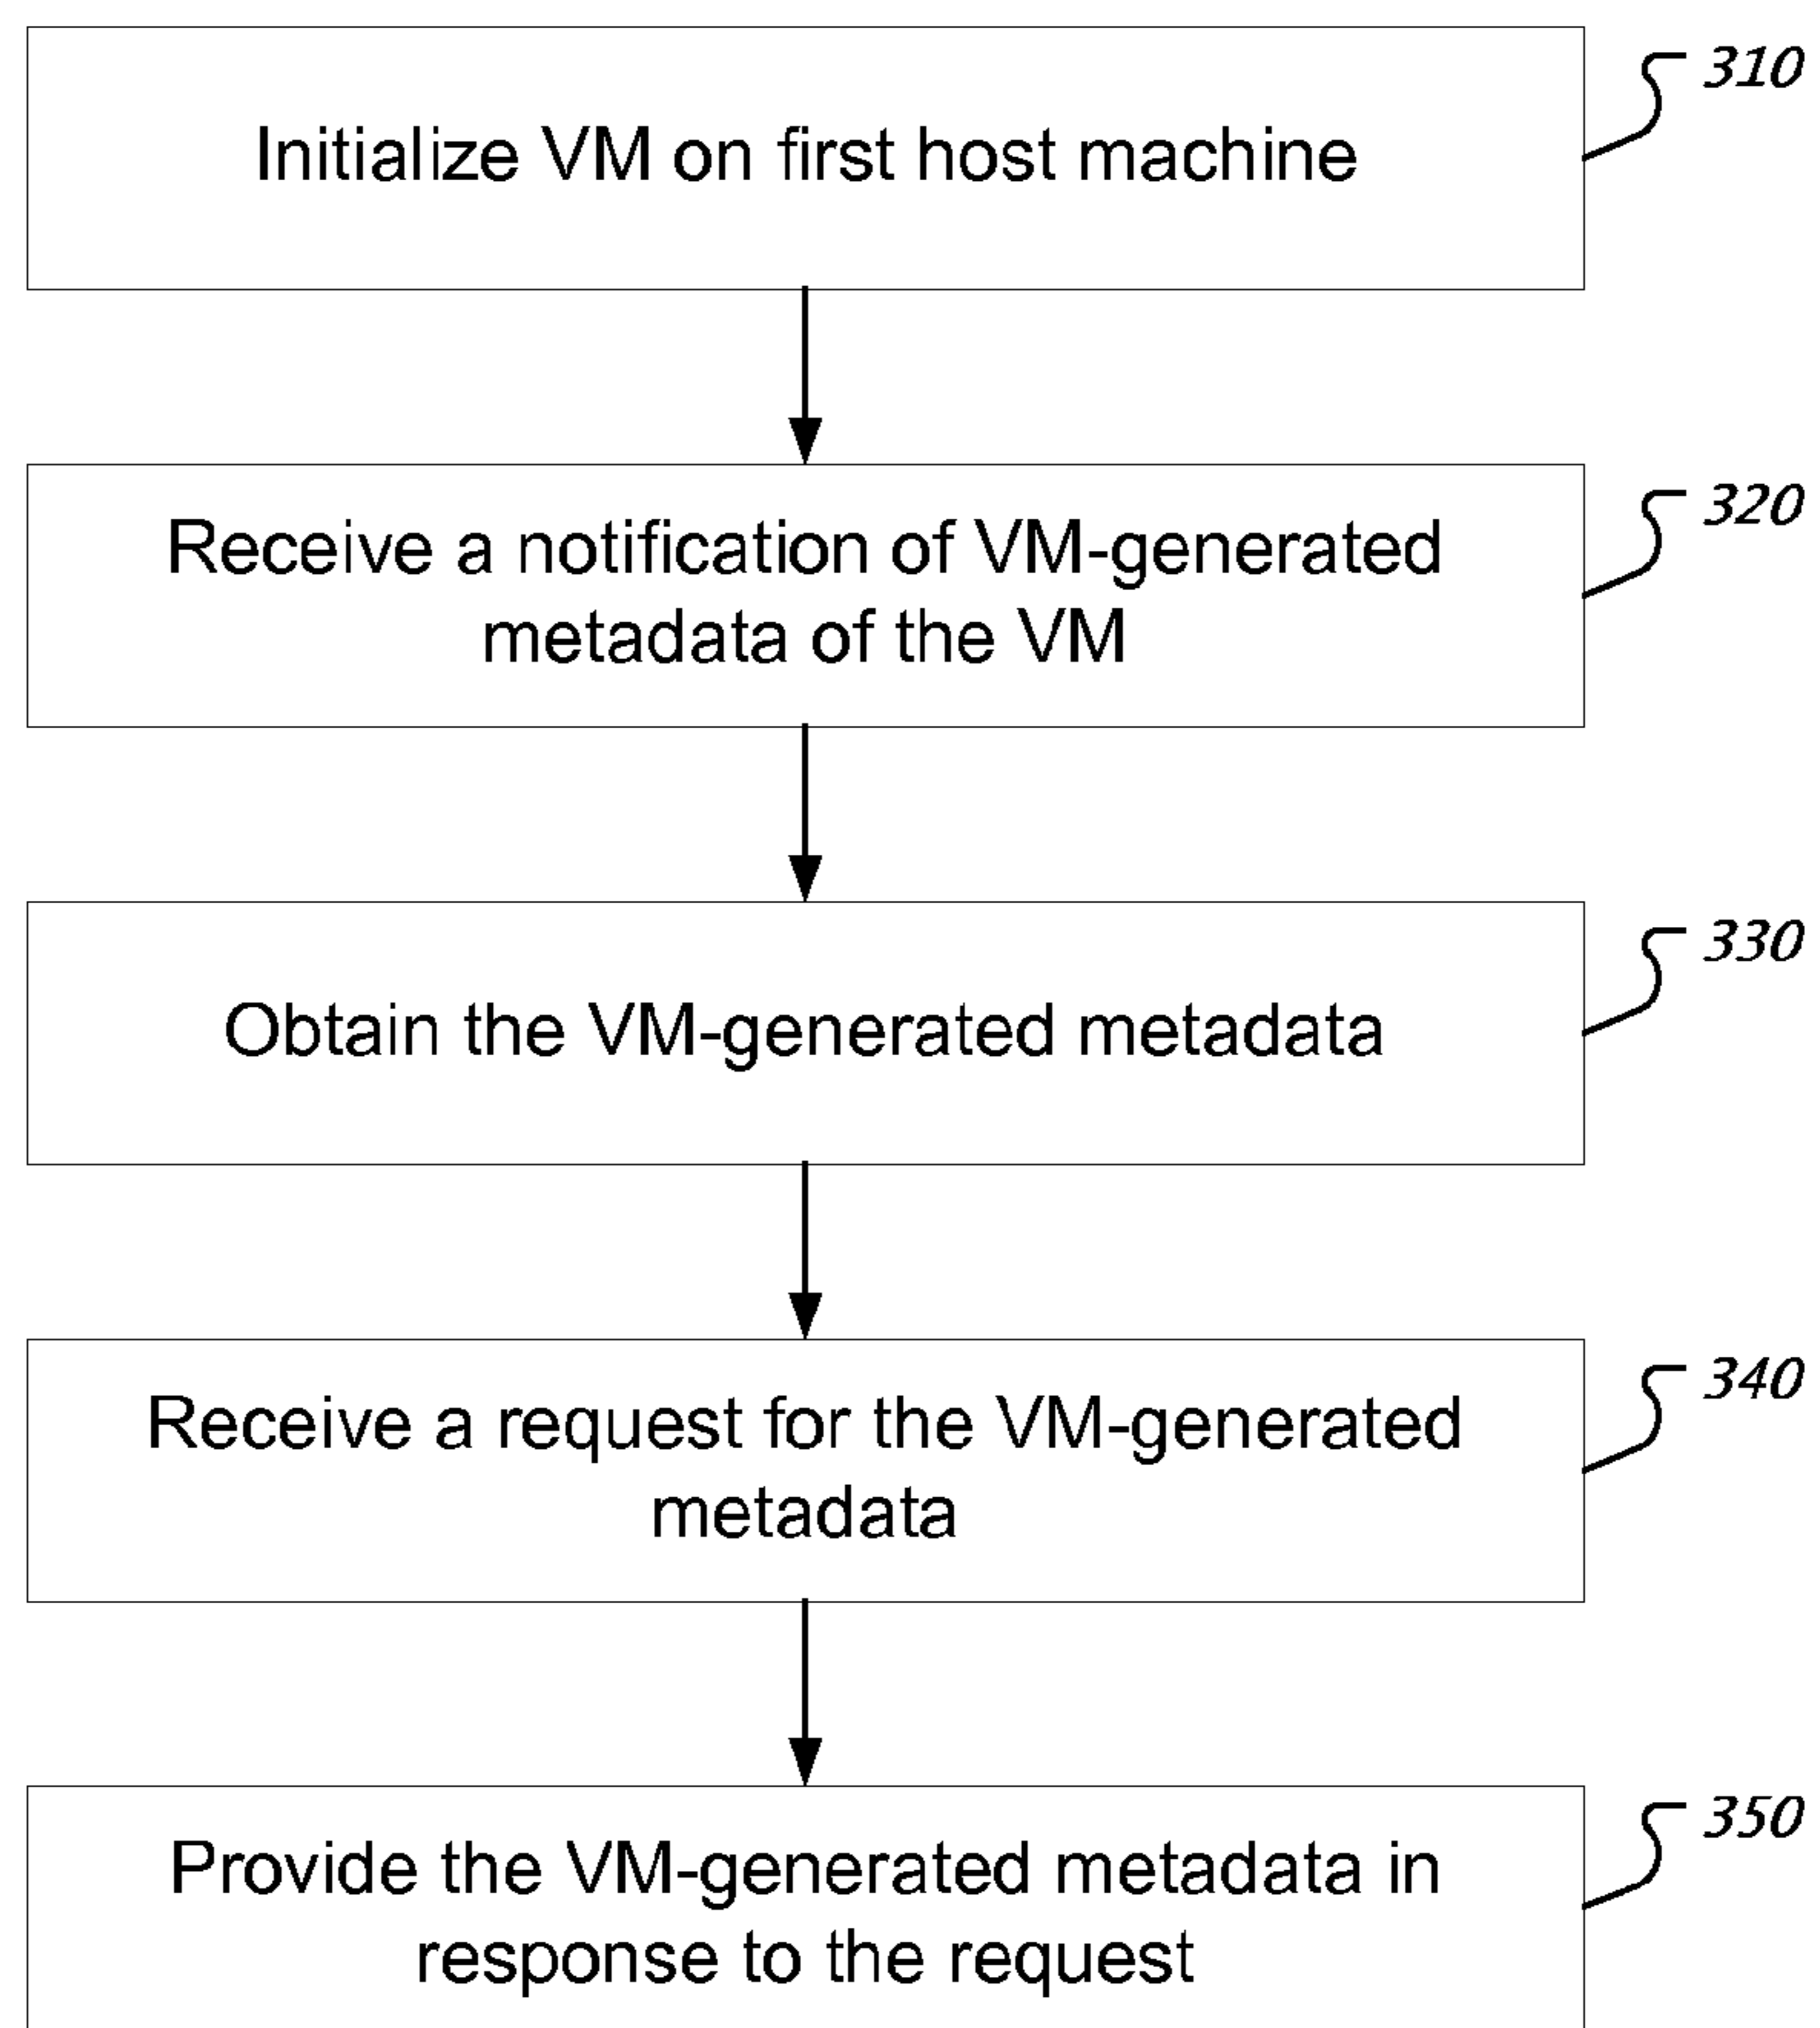 Initialize VM on first host machine
310
Receive a notification of VM-generated
metadata of the VM
320
Obtain the VM-generated metadata
330
Receive a request for the VM-generated
metadata
340
Provide the VM-generated metadata in
response to the request
350